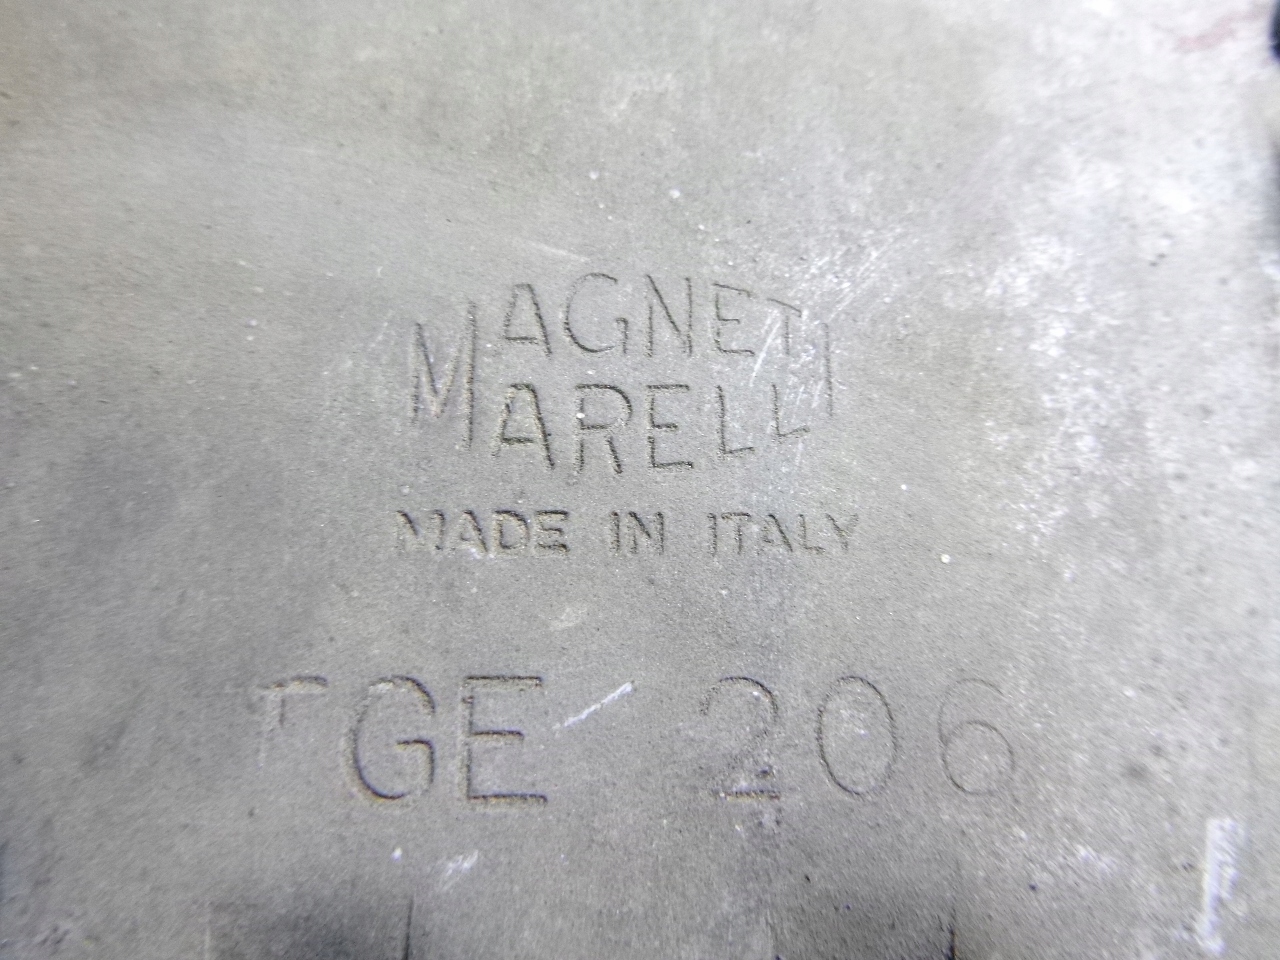 MAGNETI
MARELLI
MADE IN ITALY
TGE 206